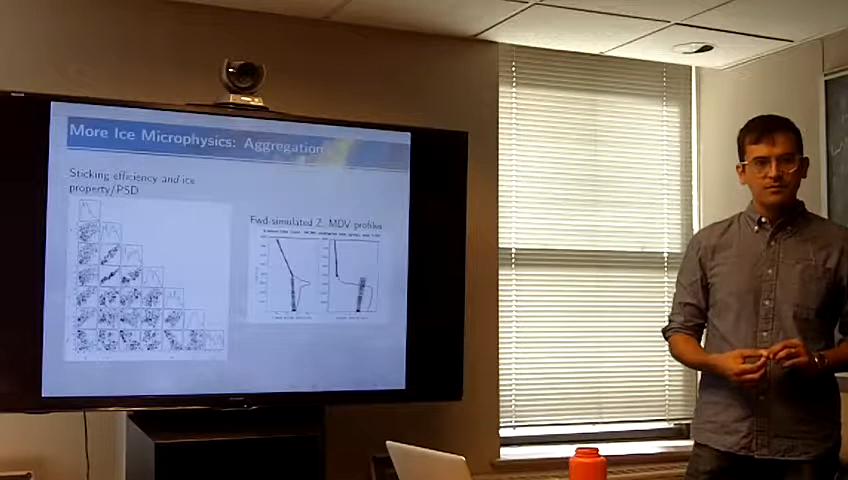 More Ice Microphysics: Aggregation
Sticking efficiency and ice
property/PSD
Fwd-simulated Z, MDV profiles